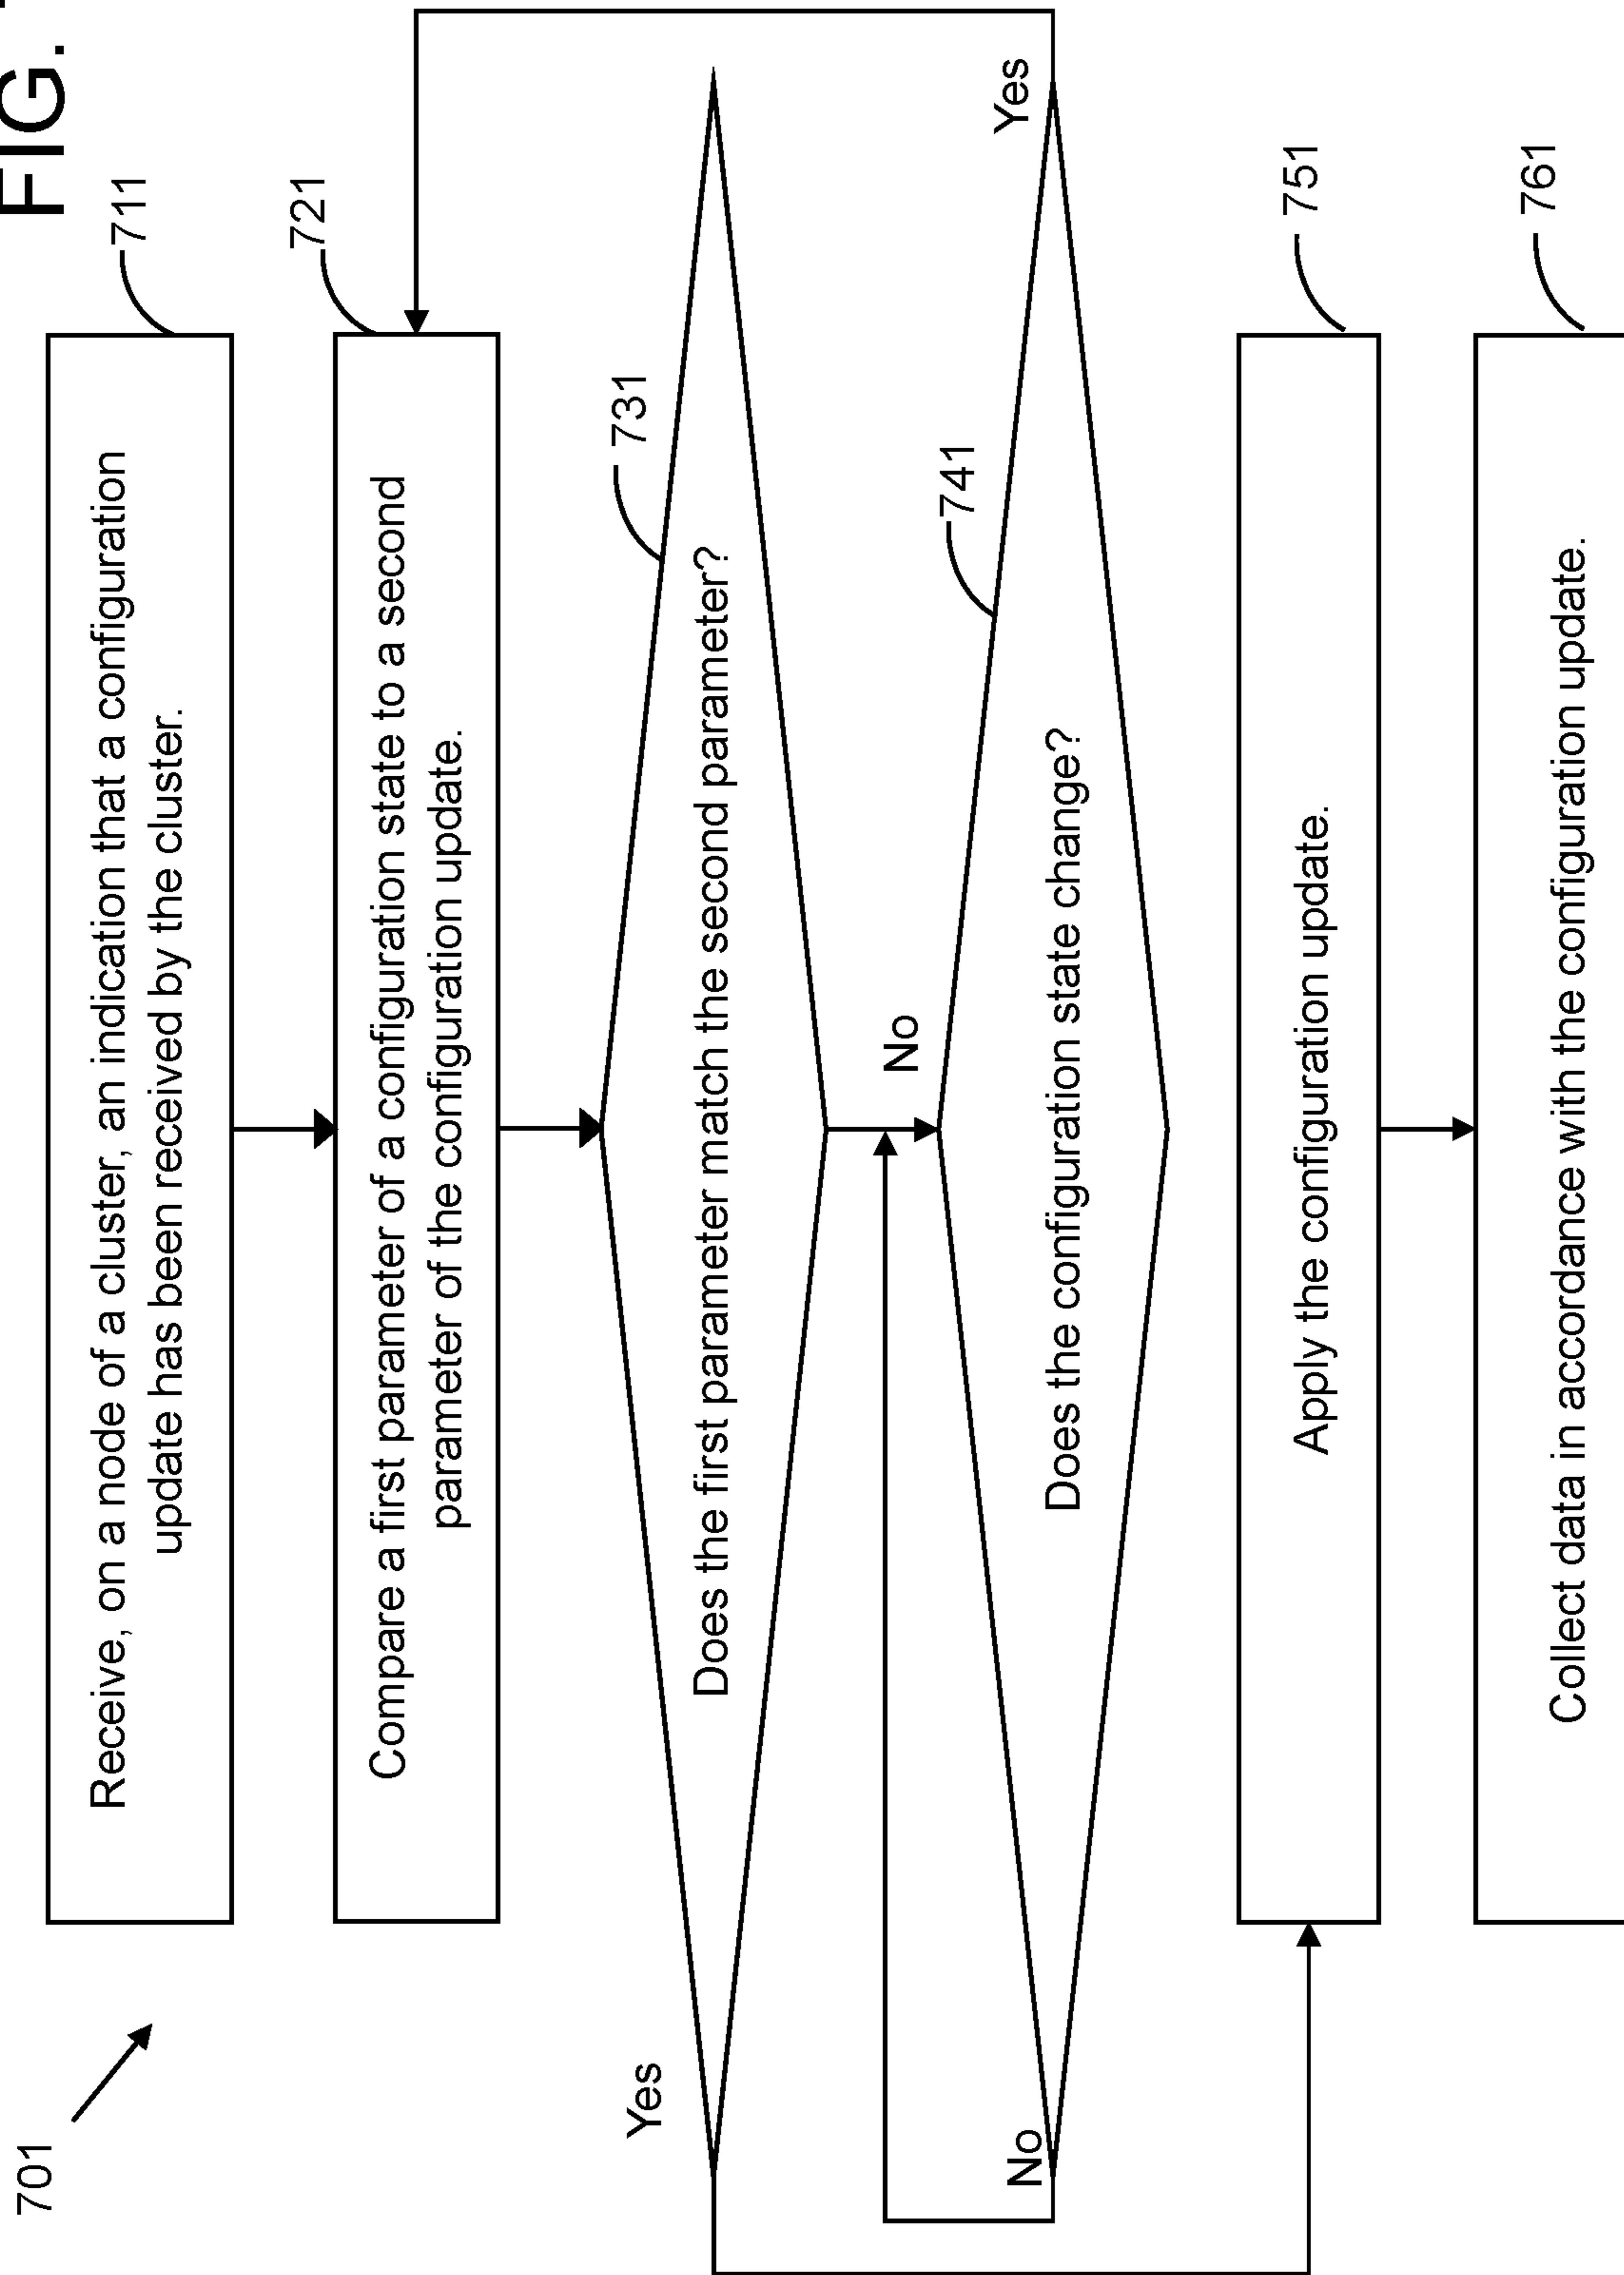 FIG.
701
711
Receive, on a node of a cluster, an indication that a configuration
update has been received by the cluster.
721
Compare a first parameter of a configuration state to a second
parameter of the configuration update.
731
Does the first parameter match the second parameter?
Yes
No
741
Does the configuration state change?
Yes
No
751
Apply the configuration update.
761
Collect data in accordance with the configuration update.